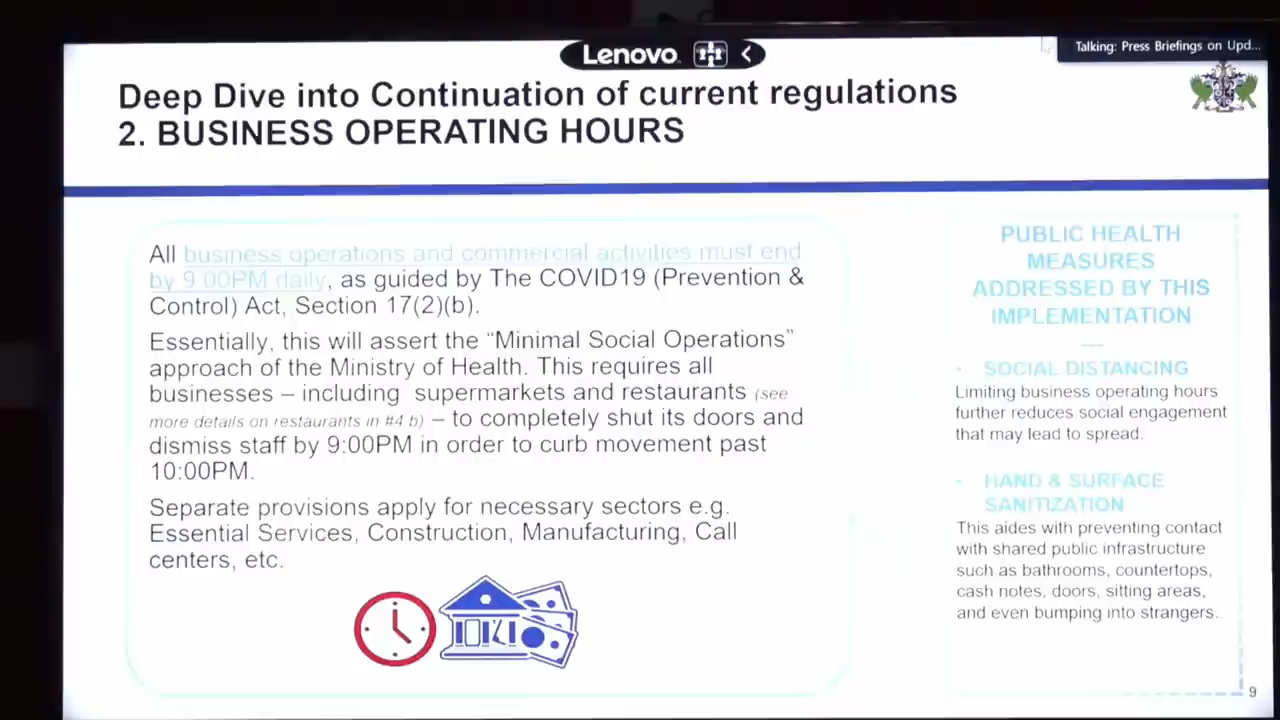 Lenovo
Talking: Press Briefings on Upd...
Deep Dive into Continuation of current regulations
2. BUSINESS OPERATING HOURS
All business operations and commercial activities must end
by 9:00PM daily, as guided by The COVID19 (Prevention &
Control) Act, Section 17(2)(b).
Essentially, this will assert the “Minimal Social Operations”
approach of the Ministry of Health. This requires all
businesses – including supermarkets and restaurants (see
more details on restaurants in #4 b) – to completely shut its doors and
dismiss staff by 9:00PM in order to curb movement past
10:00PM.
Separate provisions apply for necessary sectors e.g.
Essential Services, Construction, Manufacturing, Call
centers, etc.
PUBLIC HEALTH
MEASURES
ADDRESSED BY THIS
IMPLEMENTATION
• SOCIAL DISTANCING
Limiting business operating hours
further reduces social engagement
that may lead to spread.
• HAND & SURFACE
SANITIZATION
This aides with preventing contact
with shared public infrastructure
such as bathrooms, countertops,
cash notes, doors, sitting areas,
and even bumping into strangers.
9